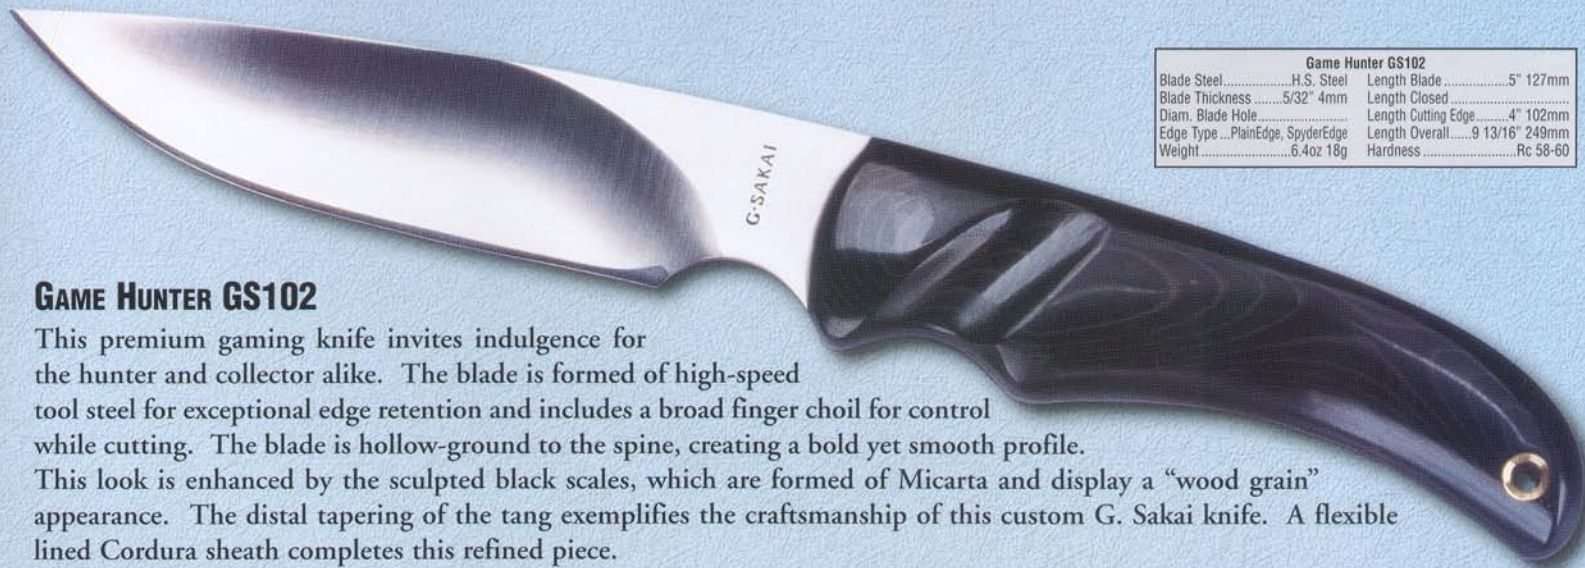 Game Hunter GS102
Blade Steel..................H.S. Steel Length Blade.................5" 127mm
Blade Thickness........5/32" 4mm Length Closed..............................
Diam. Blade Hole........................ Length Cutting Edge.........4" 102mm
Edge Type...PlainEdge, SpyderEdge Length Overall......9 13/16" 249mm
Weight........................6.4oz 18g Hardness.........................Rc 58-60
G·SAKAI
GAME HUNTER GS102
This premium gaming knife invites indulgence for
the hunter and collector alike. The blade is formed of high-speed
tool steel for exceptional edge retention and includes a broad finger choil for control
while cutting. The blade is hollow-ground to the spine, creating a bold yet smooth profile.
This look is enhanced by the sculpted black scales, which are formed of Micarta and display a “wood grain”
appearance. The distal tapering of the tang exemplifies the craftsmanship of this custom G. Sakai knife. A flexible
lined Cordura sheath completes this refined piece.